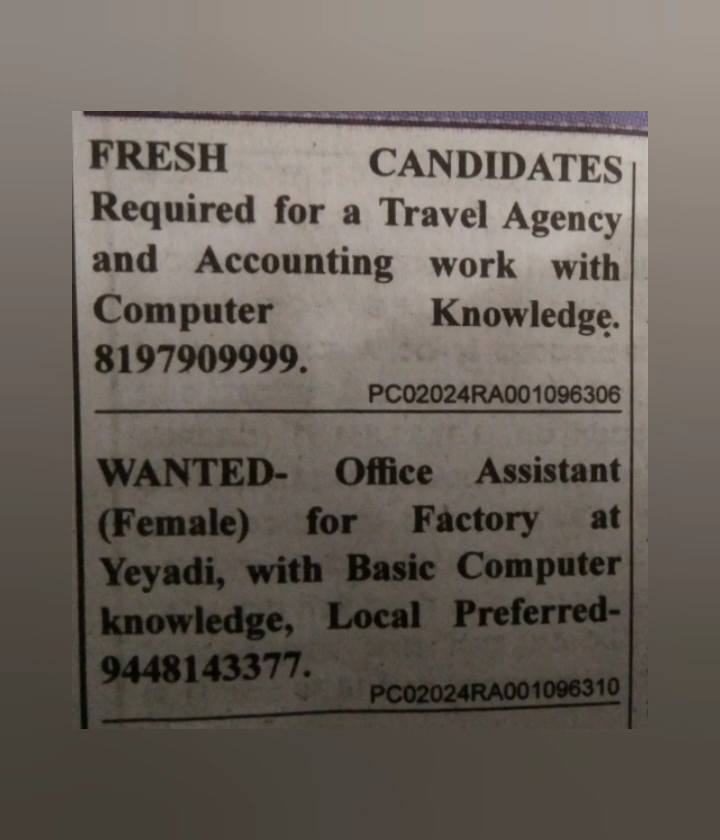 FRESH CANDIDATES
Required for a Travel Agency
and Accounting work with
Computer Knowledge.
8197909999.
PC02024RA001096306
WANTED- Office Assistant
(Female) for Factory at
Yeyadi, with Basic Computer
knowledge, Local Preferred-
9448143377.
PC02024RA001096310